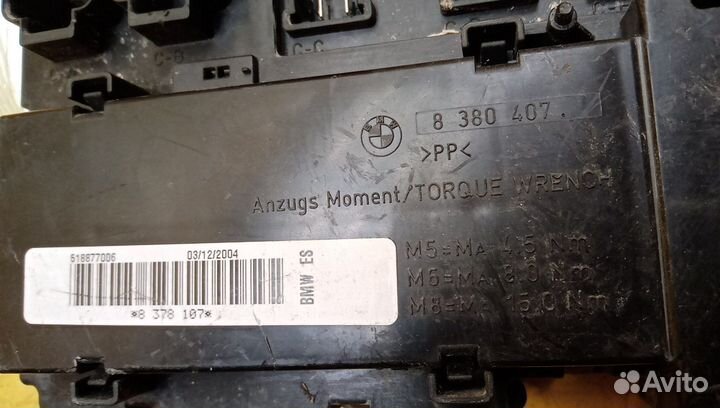 C-B
C-C
BMW
8 380 407.
>PP<
Anzugs Moment/TORQUE WRENCH
M5=MA 4.5 Nm
M6=MA 8.0 Nm
M8=MA 15.0 Nm
518877006 03/12/2004
*8 378 107*
BMW ES
Avito